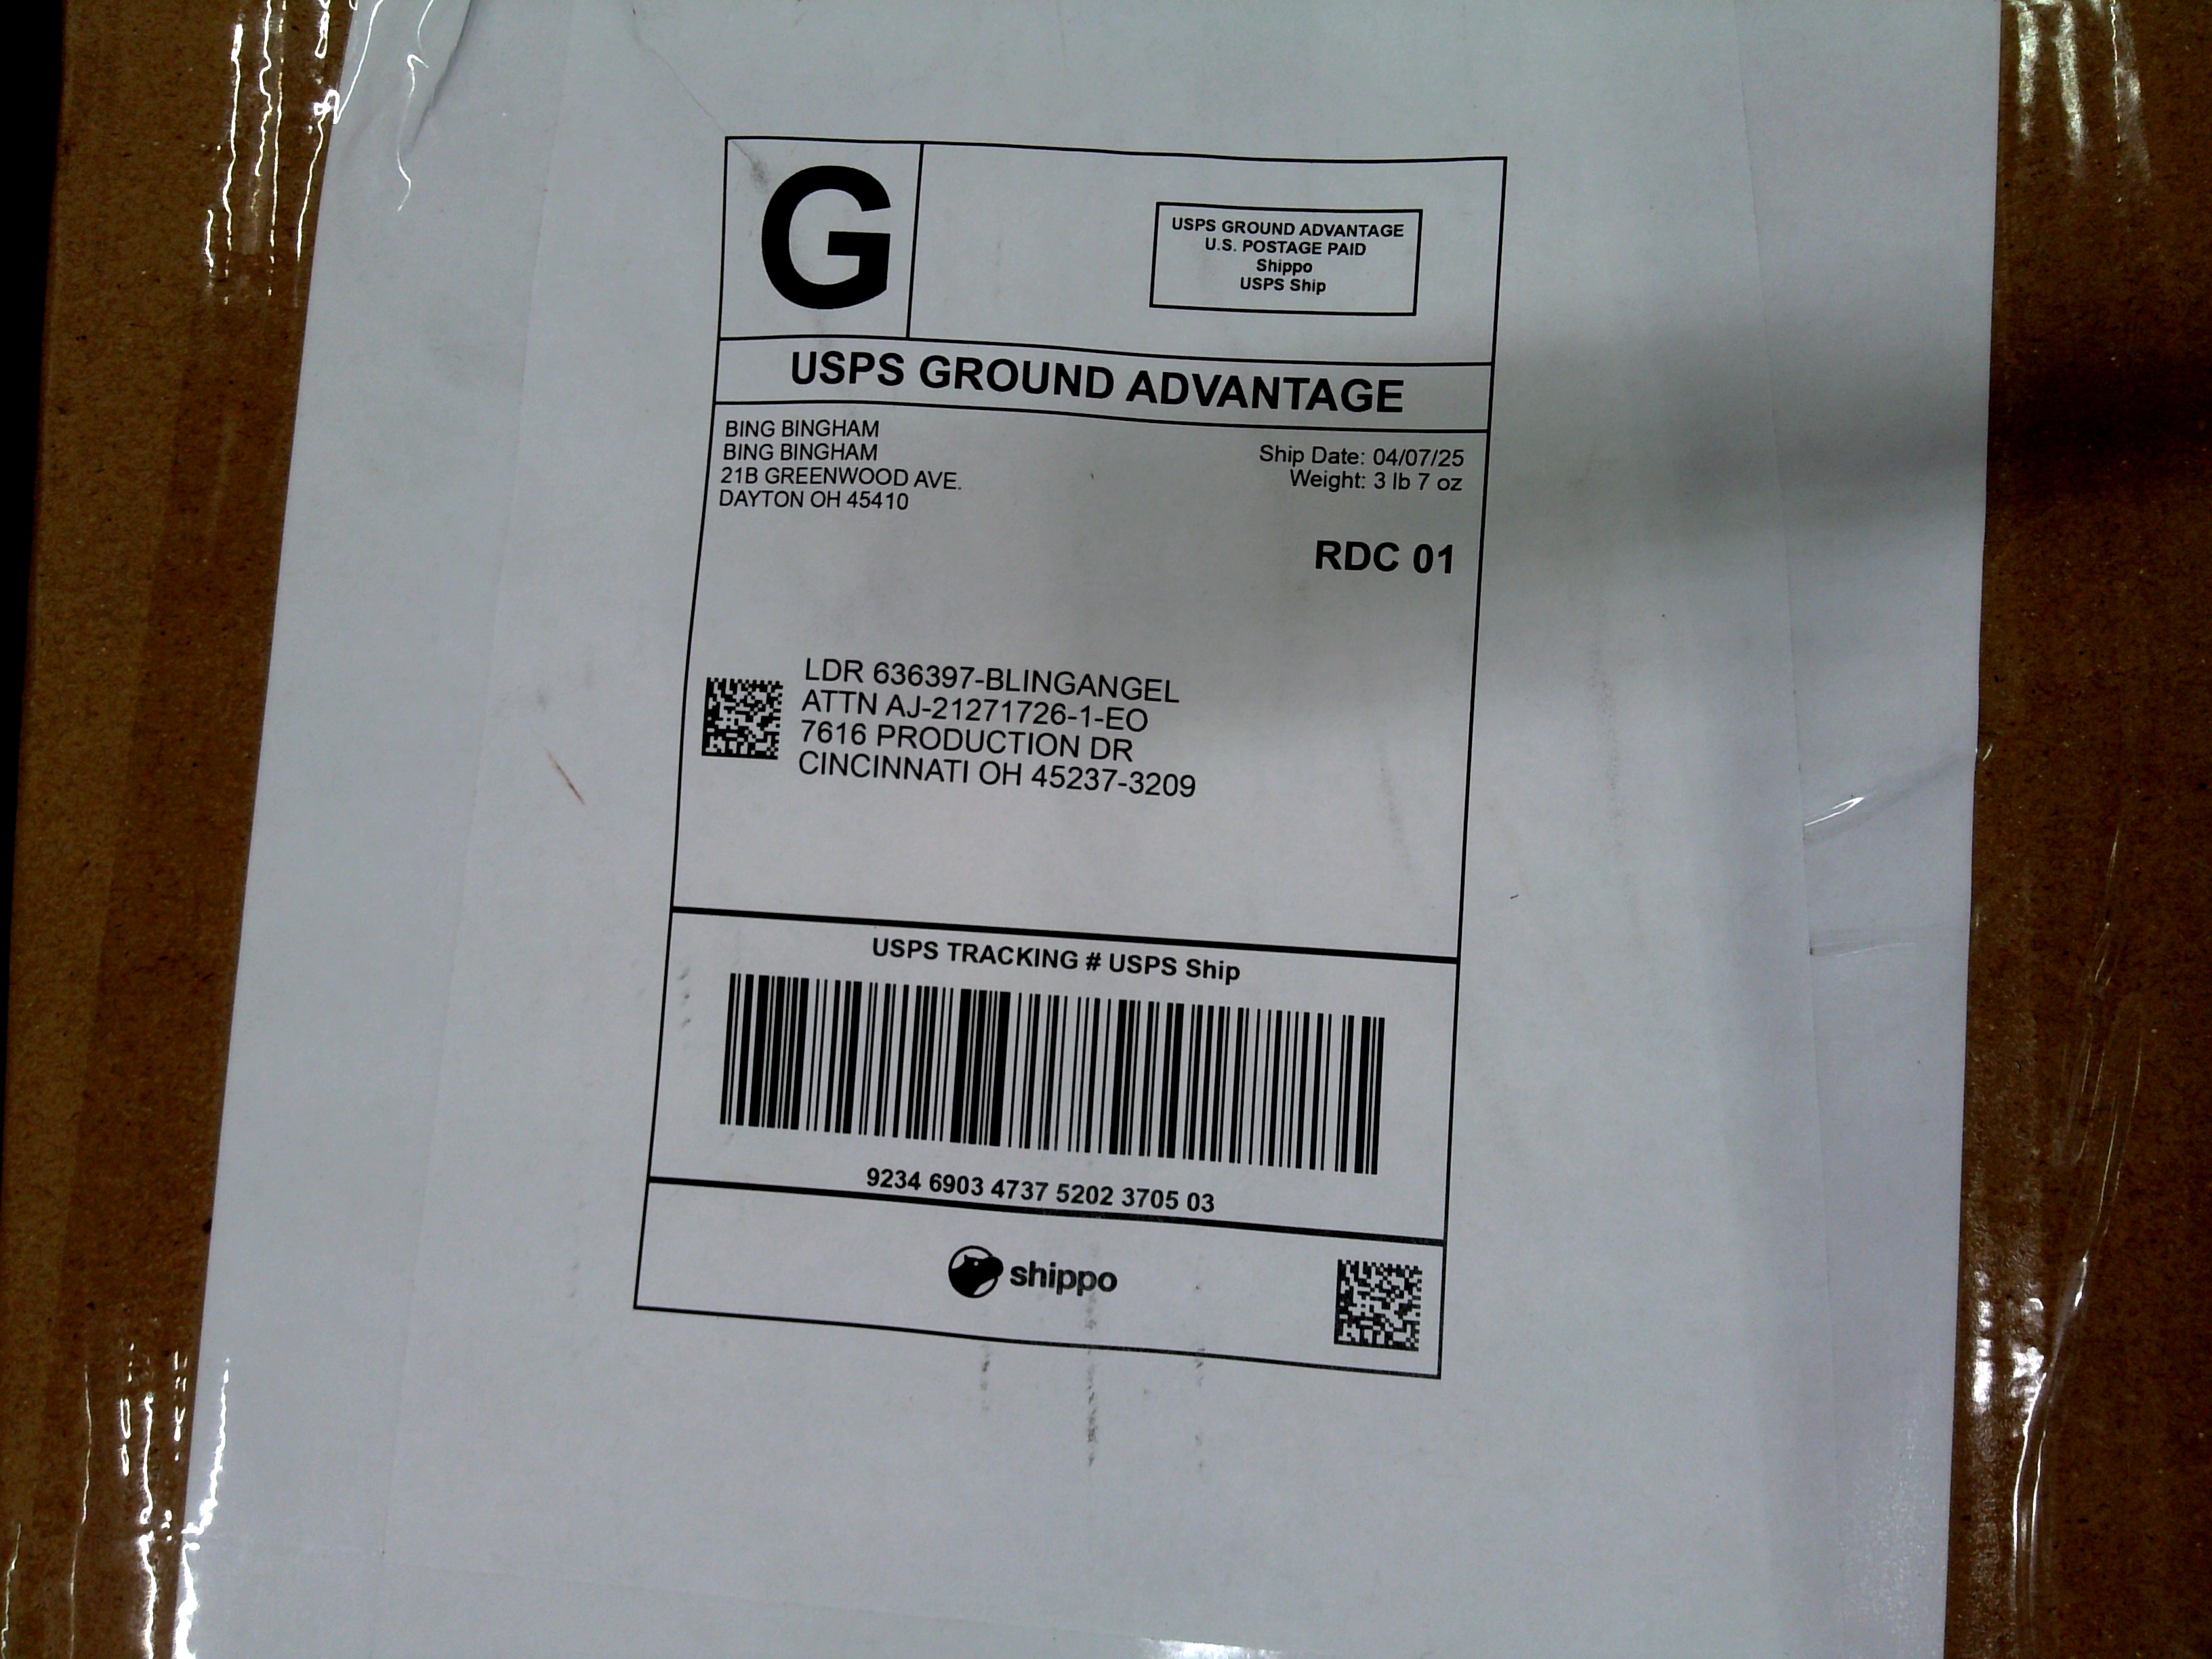 G
USPS GROUND ADVANTAGE
U.S. POSTAGE PAID
Shippo
USPS Ship
USPS GROUND ADVANTAGE
BING BINGHAM
BING BINGHAM
21B GREENWOOD AVE.
DAYTON OH 45410
Ship Date: 04/07/25
Weight: 3 lb 7 oz
RDC 01
LDR 636397-BLINGANGEL
ATTN AJ-21271726-1-EO
7616 PRODUCTION DR
CINCINNATI OH 45237-3209
USPS TRACKING # USPS Ship
9234 6903 4737 5202 3705 03
shippo